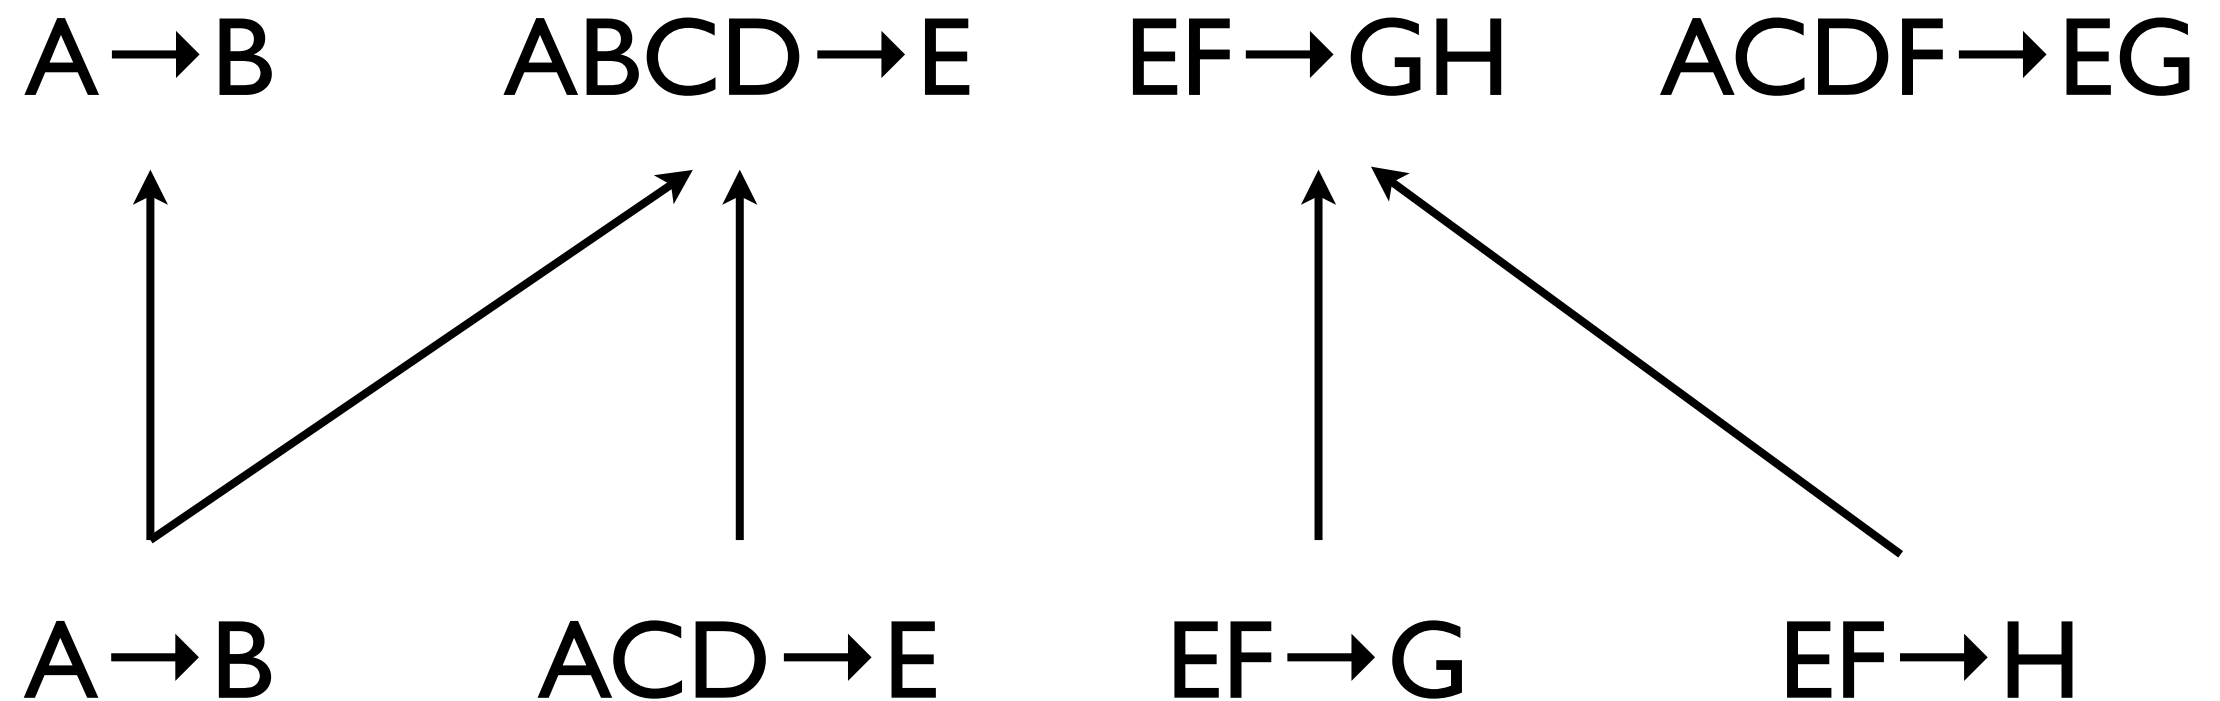 A→B ABCD→E EF→GH ACDF→EG
A→B ACD→E EF→G EF→H